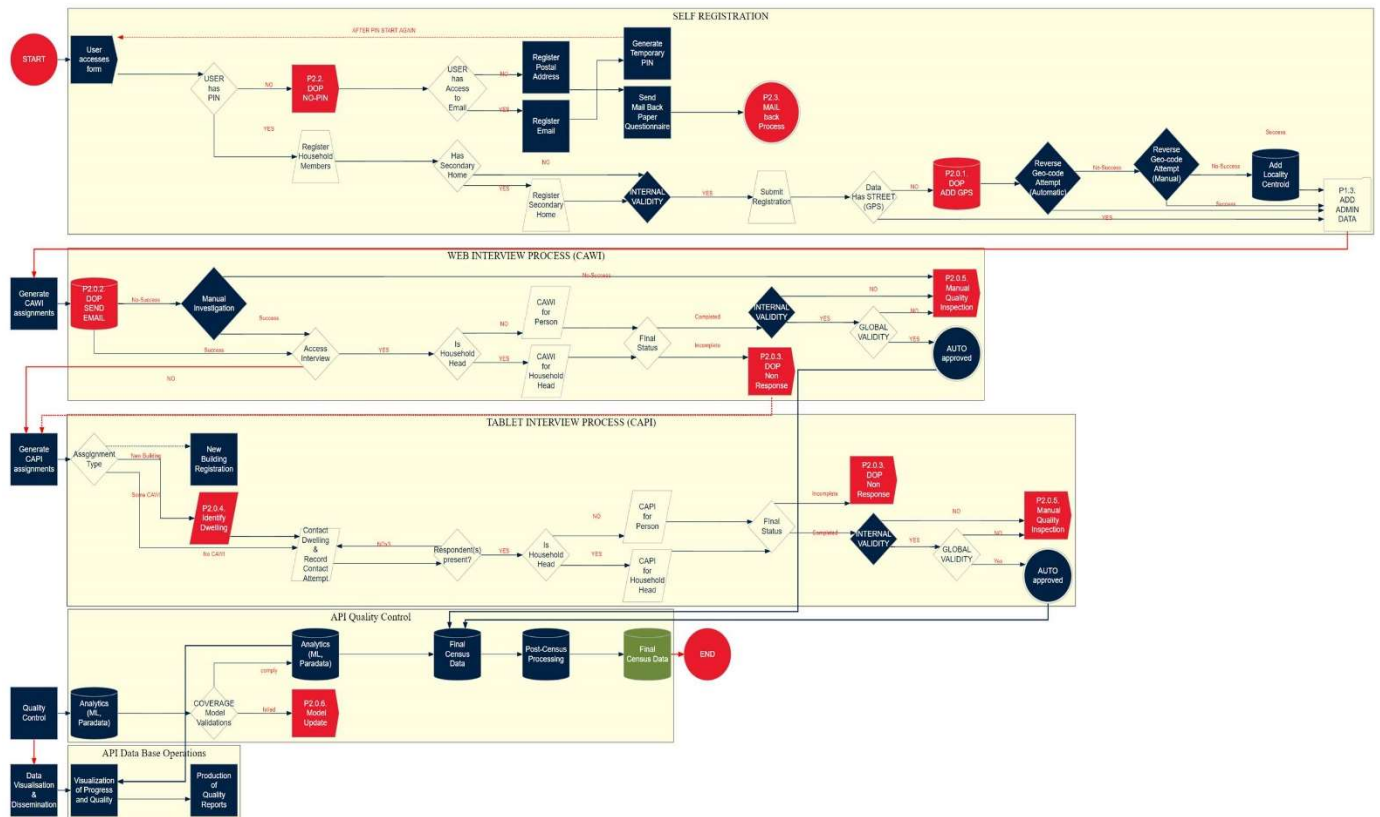 SELF REGISTRATION
AFTER PIN START AGAIN
START
User
accesses
form
USER
has
PIN
NO
P2.2.
DOP
NO-PIN
USER
has
Access
to
Email
NO
Register
Postal
Address
Generate
Temporary
PIN
YES
Register
Email
Send
Mail Back
Paper
Questionnaire
P2.3.
MAIL
back
Process
YES
Register
Household
Members
Has
Secondary
Home
NO
YES
Register
Secondary
Home
INTERNAL
VALIDITY
YES
Submit
Registration
Data
Has STREET
(GPS)
NO
P2.0.1.
DOP
ADD GPS
Reverse
Geo-code
Attempt
(Automatic)
No-Success
Reverse
Geo-code
Attempt
(Manual)
No-Success
Success
Add
Locality
Centroid
Success
YES
P1.3.
ADD
ADMIN
DATA
WEB INTERVIEW PROCESS (CAWI)
Generate
CAWI
assignments
P2.0.2.
DOP
SEND
EMAIL
No-Success
Manual
Investigation
No-Success
Success
Success
Access
Interview
YES
NO
Is
Household
Head
NO
CAWI
for
Person
YES
CAWI
for
Household
Head
Final
Status
Completed
Incomplete
INTERNAL
VALIDITY
NO
YES
P2.0.3.
DOP
Non
Response
GLOBAL
VALIDITY
NO
YES
P2.0.5.
Manual
Quality
Inspection
AUTO
approved
TABLET INTERVIEW PROCESS (CAPI)
Generate
CAPI
assignments
Assgignment
Type
New Building
New
Building
Registration
Some CAWI
P2.0.4.
Identify
Dwelling
No CAWI
Contact
Dwelling
&
Record
Contact
Attempt
NOx3
Respondent(s)
present?
YES
Is
Household
Head
NO
CAPI
for
Person
YES
CAPI
for
Household
Head
Final
Status
Incomplete
Completed
P2.0.3.
DOP
Non
Response
INTERNAL
VALIDITY
NO
YES
GLOBAL
VALIDITY
NO
Yes
P2.0.5.
Manual
Quality
Inspection
AUTO
approved
API Quality Control
Quality
Control
Analytics
(ML,
Paradata)
COVERAGE
Model
Validations
comply
failed
Analytics
(ML,
Paradata)
P2.0.6.
Model
Update
Final
Census
Data
Post-Census
Processing
Final
Census Data
END
API Data Base Operations
Data
Visualisation
&
Dissemination
Visualization
of Progress
and Quality
Production
of
Quality
Reports